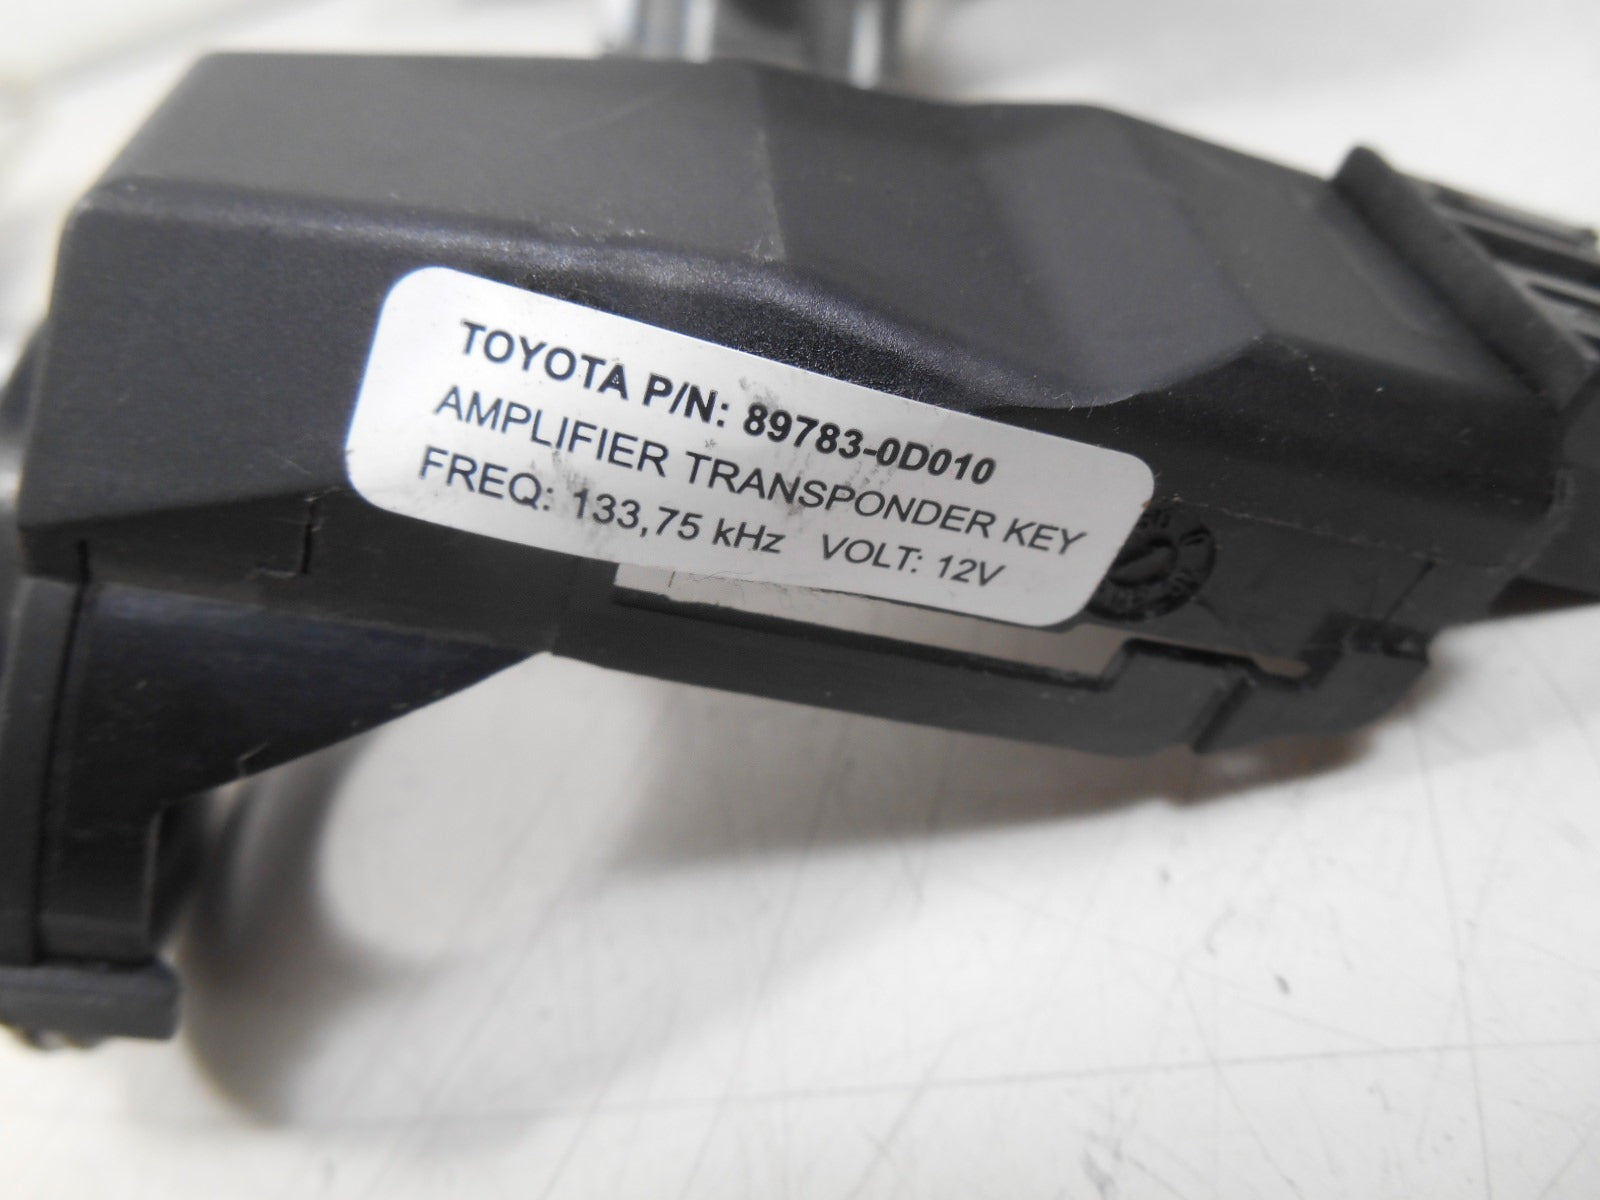 TOYOTA P/N: 89783-0D010
AMPLIFIER TRANSPONDER KEY
FREQ: 133,75 kHz VOLT: 12V